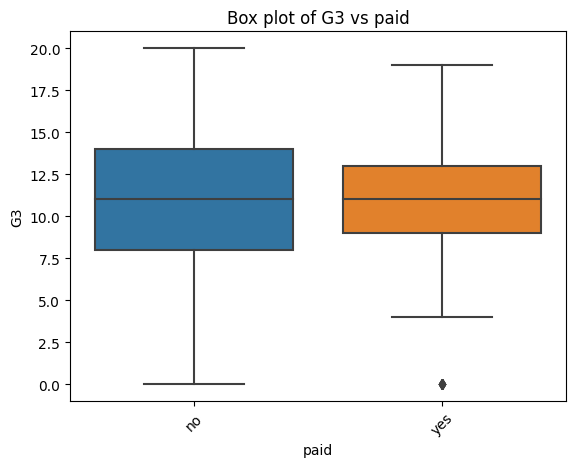 Box plot of G3 vs paid
20.0
17.5
15.0
12.5
10.0
7.5
5.0
2.5
0.0
G3
no
yes
paid